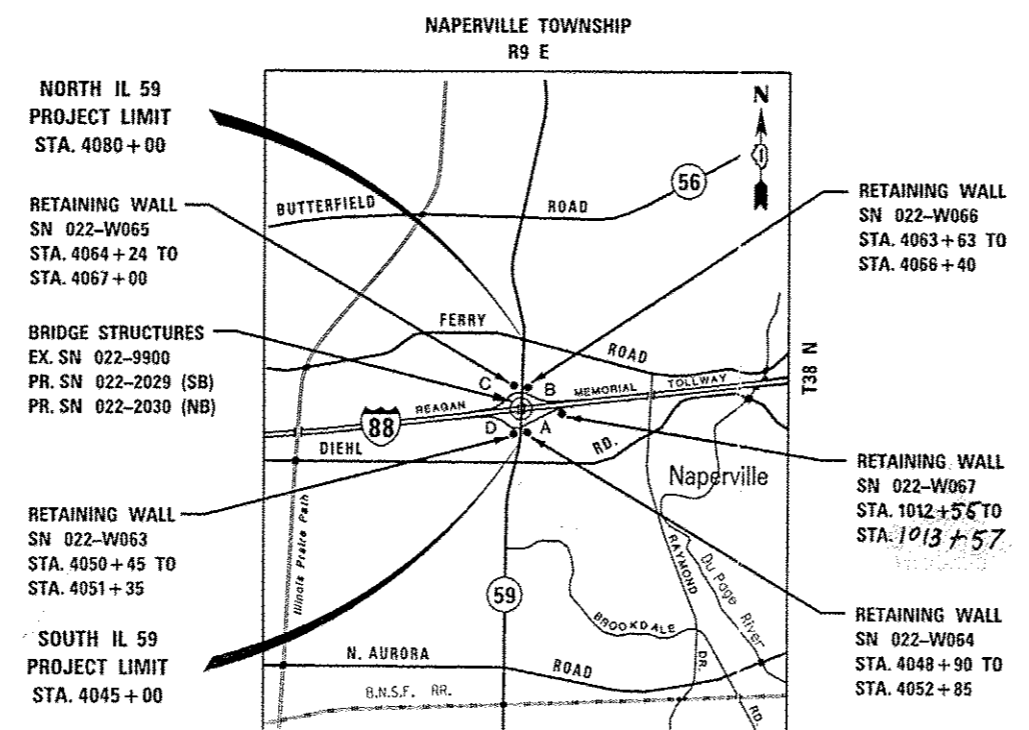 NAPERVILLE TOWNSHIP
R9 E
NORTH IL 59
PROJECT LIMIT
STA. 4080+00
RETAINING WALL
SN 022-W065
STA. 4064+24 TO
STA. 4067+00
BRIDGE STRUCTURES
EX. SN 022-9900
PR. SN 022-2029 (SB)
PR. SN 022-2030 (NB)
RETAINING WALL
SN 022-W063
STA. 4050+45 TO
STA. 4051+35
SOUTH IL 59
PROJECT LIMIT
STA. 4045+00
N
56
BUTTERFIELD ROAD
FERRY ROAD
C B
REAGAN MEMORIAL TOLLWAY
88
D A
DIEHL RD.
Naperville
Illinois Praire Path
59
RAYMOND DR.
Du Page River
BROOKDALE RD.
N. AURORA ROAD
B.N.S.F. RR.
T38 N
RETAINING WALL
SN 022-W066
STA. 4063+63 TO
STA. 4066+40
RETAINING WALL
SN 022-W067
STA. 1012+55 TO
STA. 1013+57
RETAINING WALL
SN 022-W064
STA. 4048+90 TO
STA. 4052+85